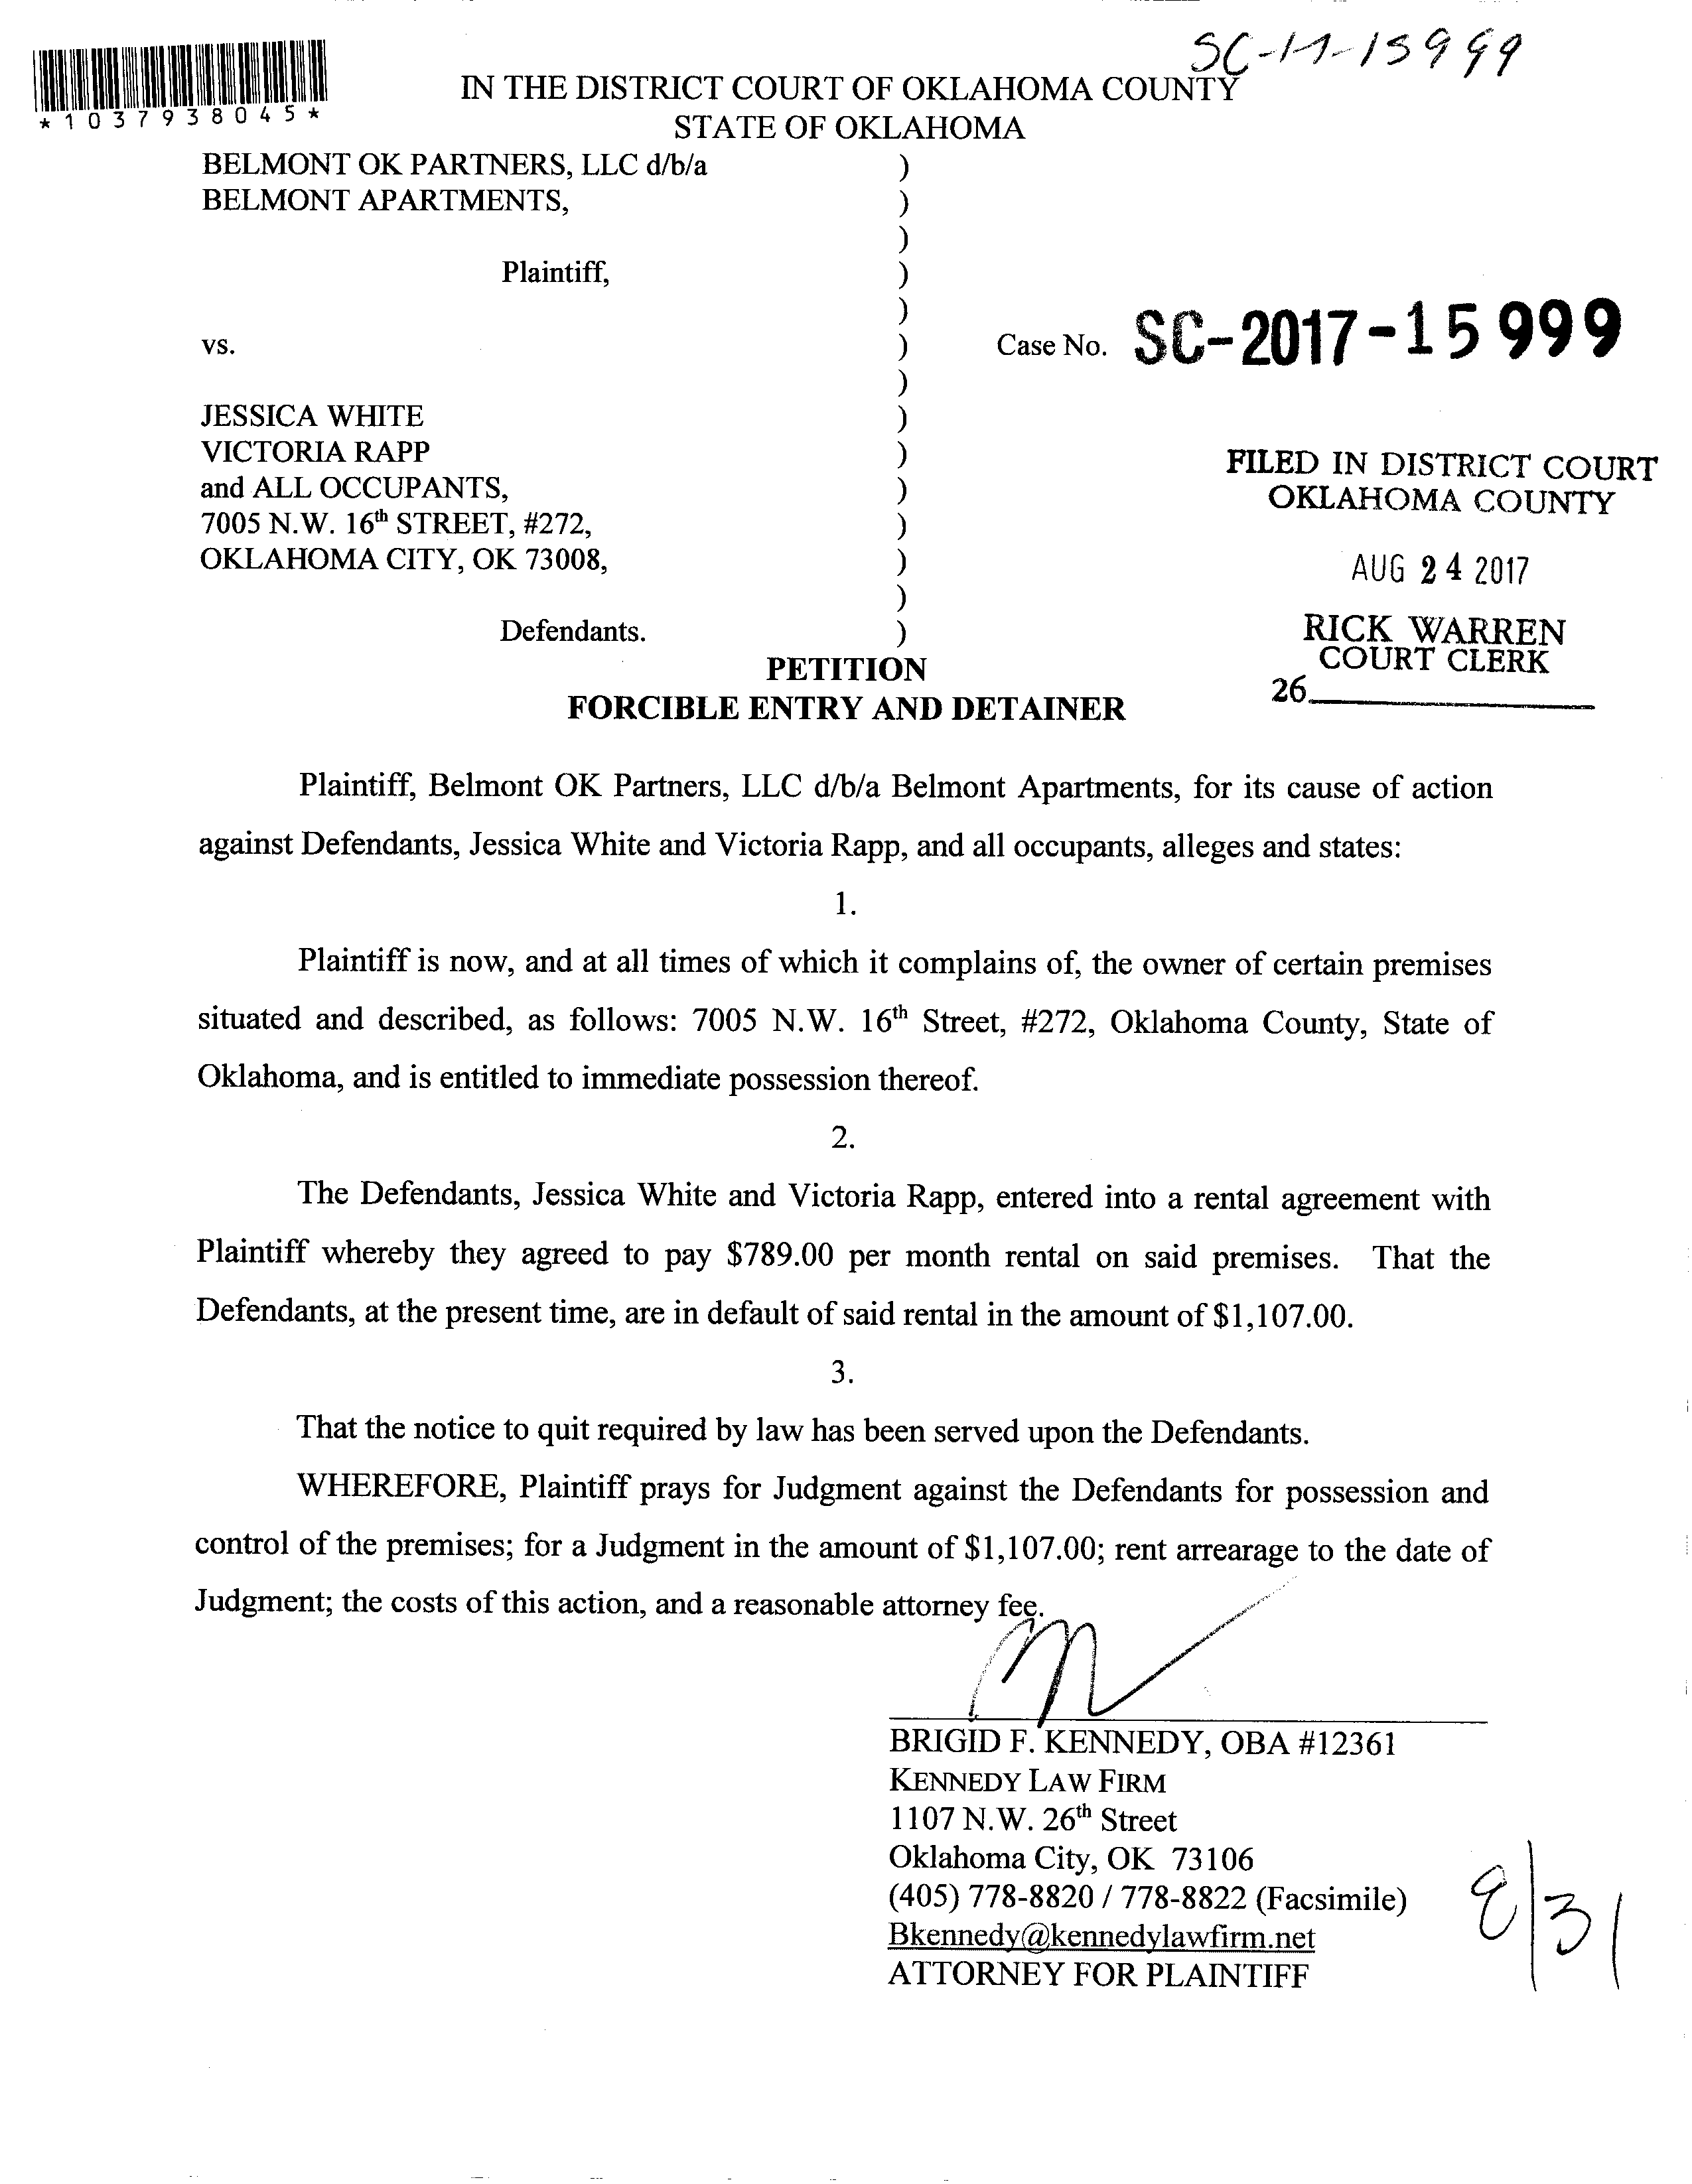 SC-17-15999
*1037938045*
IN THE DISTRICT COURT OF OKLAHOMA COUNTY
STATE OF OKLAHOMA
BELMONT OK PARTNERS, LLC d/b/a )
BELMONT APARTMENTS, )
)
Plaintiff, )
)
vs. ) Case No. SC-2017-15999
)
JESSICA WHITE )
VICTORIA RAPP )
and ALL OCCUPANTS, )
7005 N.W. 16th STREET, #272, )
OKLAHOMA CITY, OK 73008, )
)
Defendants. )
FILED IN DISTRICT COURT
OKLAHOMA COUNTY
AUG 24 2017
RICK WARREN
COURT CLERK
26
PETITION
FORCIBLE ENTRY AND DETAINER
Plaintiff, Belmont OK Partners, LLC d/b/a Belmont Apartments, for its cause of action
against Defendants, Jessica White and Victoria Rapp, and all occupants, alleges and states:
1.
Plaintiff is now, and at all times of which it complains of, the owner of certain premises
situated and described, as follows: 7005 N.W. 16th Street, #272, Oklahoma County, State of
Oklahoma, and is entitled to immediate possession thereof.
2.
The Defendants, Jessica White and Victoria Rapp, entered into a rental agreement with
Plaintiff whereby they agreed to pay $789.00 per month rental on said premises. That the
Defendants, at the present time, are in default of said rental in the amount of $1,107.00.
3.
That the notice to quit required by law has been served upon the Defendants.
WHEREFORE, Plaintiff prays for Judgment against the Defendants for possession and
control of the premises; for a Judgment in the amount of $1,107.00; rent arrearage to the date of
Judgment; the costs of this action, and a reasonable attorney fee.
BRIGID F. KENNEDY, OBA #12361
KENNEDY LAW FIRM
1107 N.W. 26th Street
Oklahoma City, OK 73106
(405) 778-8820 / 778-8822 (Facsimile)
Bkennedy@kennedylawfirm.net
ATTORNEY FOR PLAINTIFF
8/31